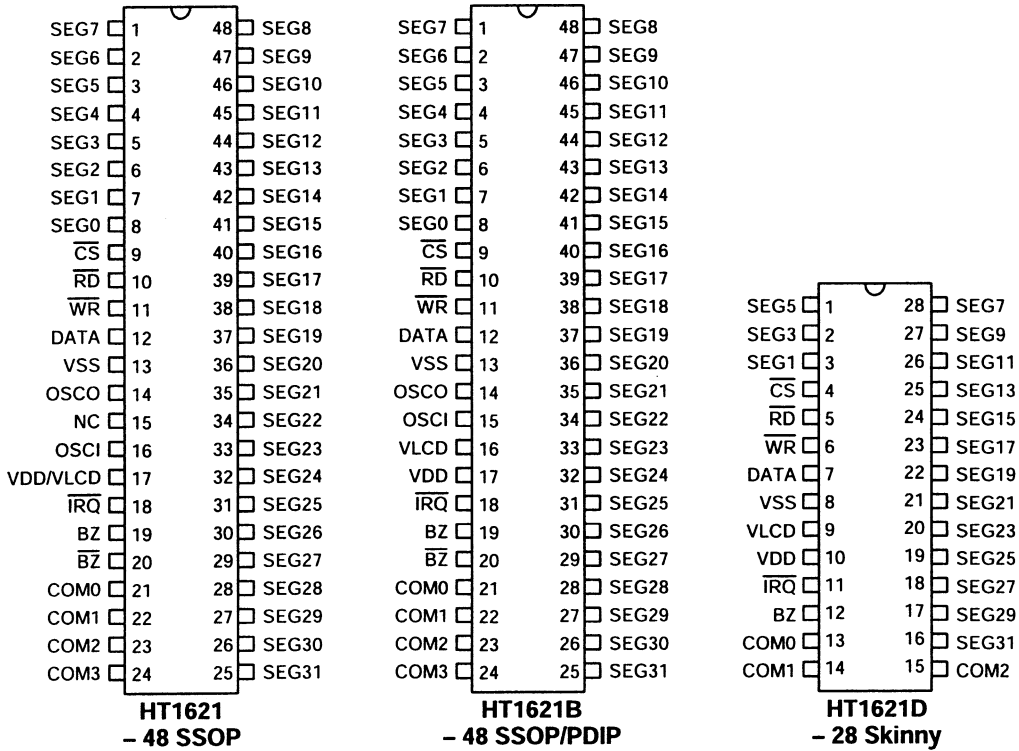 SEG7 1 48 SEG8
SEG6 2 47 SEG9
SEG5 3 46 SEG10
SEG4 4 45 SEG11
SEG3 5 44 SEG12
SEG2 6 43 SEG13
SEG1 7 42 SEG14
SEG0 8 41 SEG15
CS 9 40 SEG16
RD 10 39 SEG17
WR 11 38 SEG18
DATA 12 37 SEG19
VSS 13 36 SEG20
OSCO 14 35 SEG21
NC 15 34 SEG22
OSCI 16 33 SEG23
VDD/VLCD 17 32 SEG24
IRQ 18 31 SEG25
BZ 19 30 SEG26
BZ 20 29 SEG27
COM0 21 28 SEG28
COM1 22 27 SEG29
COM2 23 26 SEG30
COM3 24 25 SEG31
HT1621
– 48 SSOP
SEG7 1 48 SEG8
SEG6 2 47 SEG9
SEG5 3 46 SEG10
SEG4 4 45 SEG11
SEG3 5 44 SEG12
SEG2 6 43 SEG13
SEG1 7 42 SEG14
SEG0 8 41 SEG15
CS 9 40 SEG16
RD 10 39 SEG17
WR 11 38 SEG18
DATA 12 37 SEG19
VSS 13 36 SEG20
OSCO 14 35 SEG21
OSCI 15 34 SEG22
VLCD 16 33 SEG23
VDD 17 32 SEG24
IRQ 18 31 SEG25
BZ 19 30 SEG26
BZ 20 29 SEG27
COM0 21 28 SEG28
COM1 22 27 SEG29
COM2 23 26 SEG30
COM3 24 25 SEG31
HT1621B
– 48 SSOP/PDIP
SEG5 1 28 SEG7
SEG3 2 27 SEG9
SEG1 3 26 SEG11
CS 4 25 SEG13
RD 5 24 SEG15
WR 6 23 SEG17
DATA 7 22 SEG19
VSS 8 21 SEG21
VLCD 9 20 SEG23
VDD 10 19 SEG25
IRQ 11 18 SEG27
BZ 12 17 SEG29
COM0 13 16 SEG31
COM1 14 15 COM2
HT1621D
– 28 Skinny